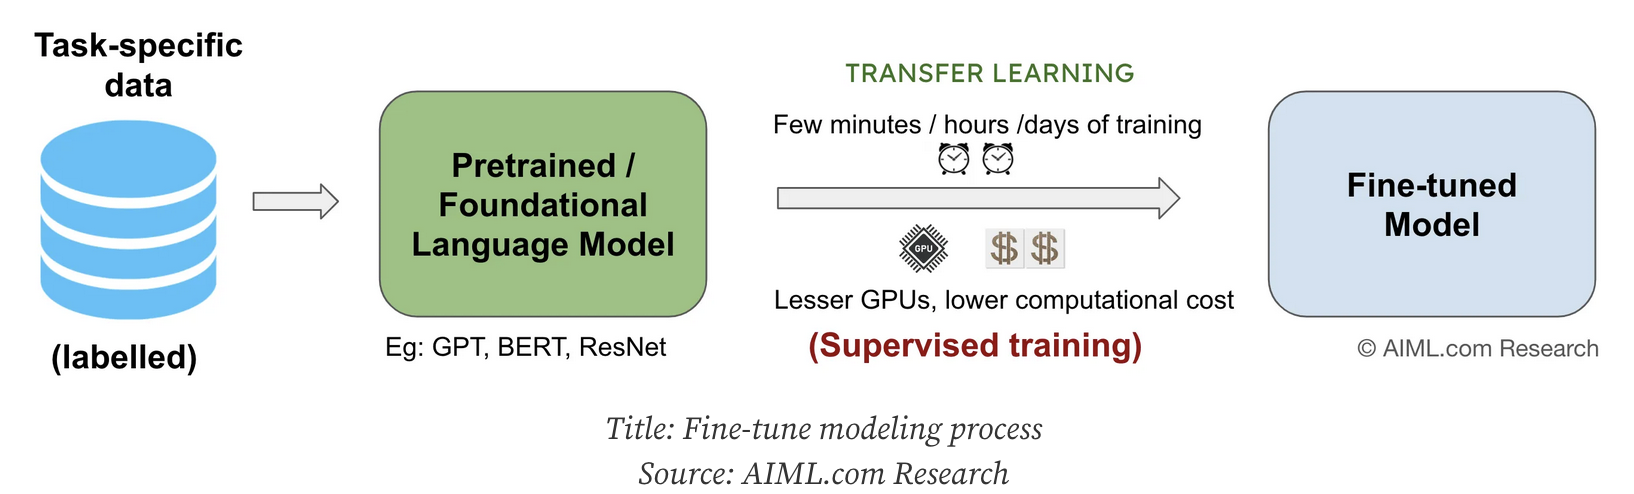 Task-specific
data
(labelled)
Pretrained /
Foundational
Language Model
Eg: GPT, BERT, ResNet
TRANSFER LEARNING
Few minutes / hours /days of training
GPU
$ $
Lesser GPUs, lower computational cost
(Supervised training)
Fine-tuned
Model
© AIML.com Research
Title: Fine-tune modeling process
Source: AIML.com Research